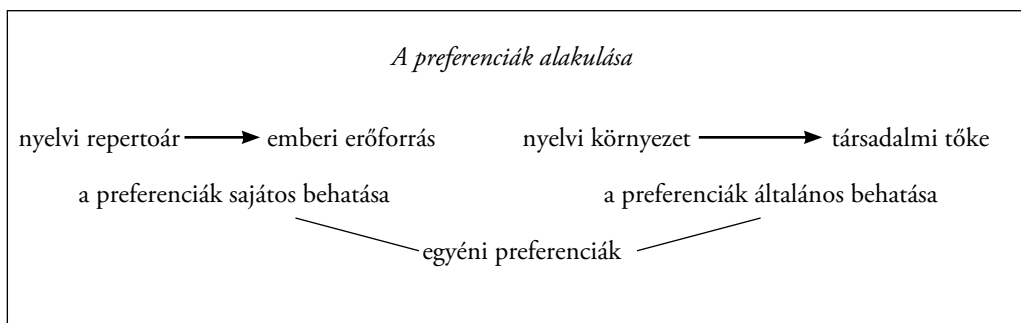 A preferenciák alakulása
nyelvi repertoár emberi erőforrás nyelvi környezet társadalmi tőke
a preferenciák sajátos behatása a preferenciák általános behatása
egyéni preferenciák